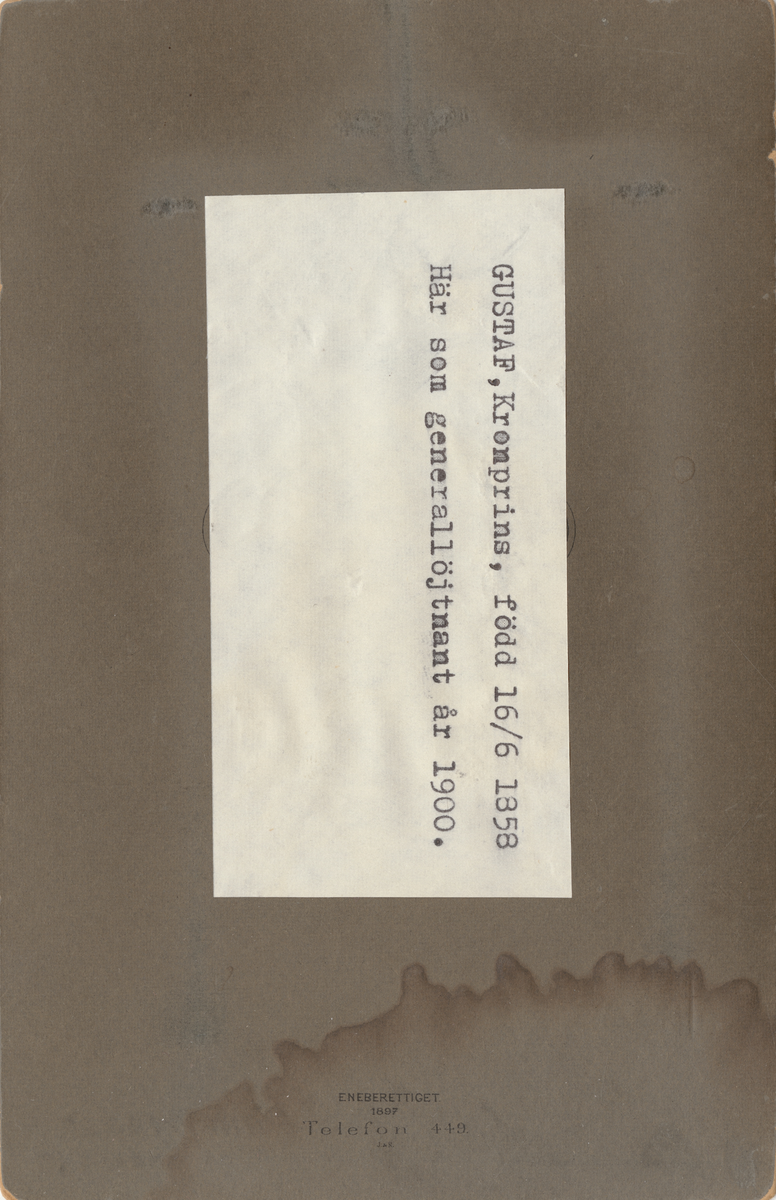 GUSTAF,Kronprins, född 16/6 1858
Här som generallöjtnant år 1900.
ENEBERETTIGET
1897
Telefon 449.